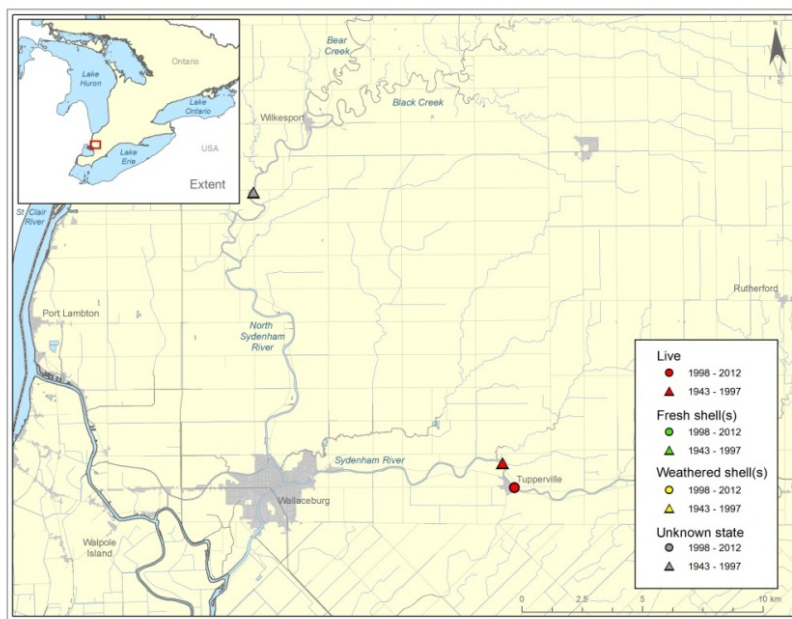 Ontario
Lake
Huron
Lake
Ontario
USA
Lake
Erie
Extent
Bear
Creek
Black Creek
Wilkesport
N
St Clair
River
Port Lambton
North
Sydenham
River
Rutherford
Sydenham River
Tupperville
Wallaceburg
Walpole
Island
Live
1998 - 2012
1943 - 1997
Fresh shell(s)
1998 - 2012
1943 - 1997
Weathered shell(s)
1998 - 2012
1943 - 1997
Unknown state
1998 - 2012
1943 - 1997
0 2.5 5 10 km